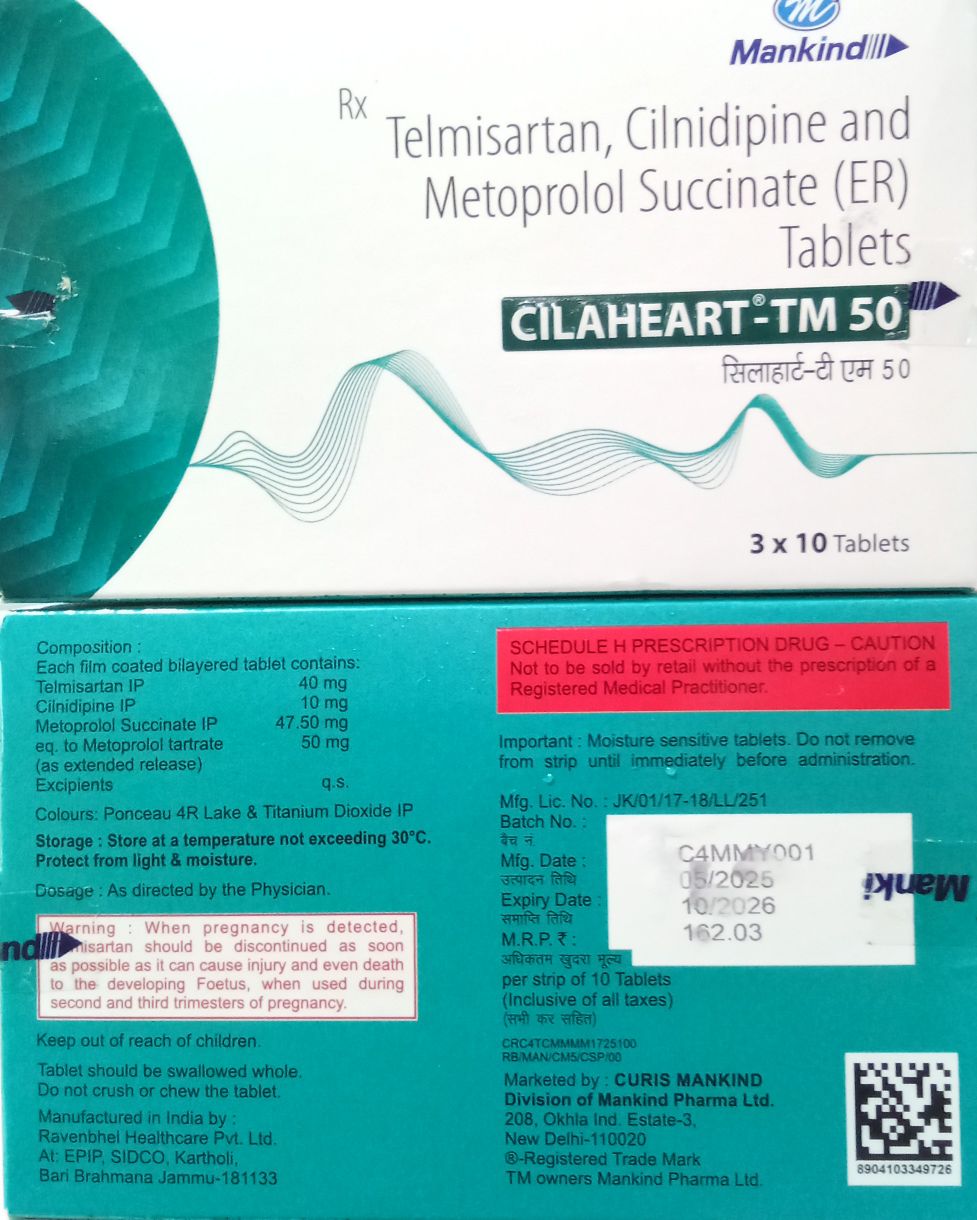 Mankind
Rx
Telmisartan, Cilnidipine and
Metoprolol Succinate (ER)
Tablets
CILAHEART®-TM 50
सिलाहार्ट-टी एम 50
3 x 10 Tablets
Composition :
Each film coated bilayered tablet contains:
Telmisartan IP 40 mg
Cilnidipine IP 10 mg
Metoprolol Succinate IP 47.50 mg
eq. to Metoprolol tartrate 50 mg
(as extended release)
Excipients q.s.
Colours: Ponceau 4R Lake & Titanium Dioxide IP
Storage : Store at a temperature not exceeding 30°C.
Protect from light & moisture.
Dosage : As directed by the Physician.
Warning : When pregnancy is detected,
misartan should be discontinued as soon
as possible as it can cause injury and even death
to the developing Foetus, when used during
second and third trimesters of pregnancy.
nd
Keep out of reach of children.
Tablet should be swallowed whole.
Do not crush or chew the tablet.
Manufactured in India by :
Ravenbhel Healthcare Pvt. Ltd.
At: EPIP, SIDCO, Kartholi,
Bari Brahmana Jammu-181133
SCHEDULE H PRESCRIPTION DRUG – CAUTION
Not to be sold by retail without the prescription of a
Registered Medical Practitioner.
Important : Moisture sensitive tablets. Do not remove
from strip until immediately before administration.
Mfg. Lic. No. : JK/01/17-18/LL/251
Batch No. : C4MMY001
बैच नं.
Mfg. Date : 05/2025
उत्पादन तिथि
Expiry Date : 10/2026
समाप्ति तिथि
M.R.P. ₹ : 162.03
अधिकतम खुदरा मूल्य
per strip of 10 Tablets
(Inclusive of all taxes)
(सभी कर सहित)
Manki
CRC4TCMMMM1725100
RB/MAN/CM5/CSP/00
Marketed by : CURIS MANKIND
Division of Mankind Pharma Ltd.
208, Okhla Ind. Estate-3,
New Delhi-110020
®-Registered Trade Mark
TM owners Mankind Pharma Ltd.
8904103349726